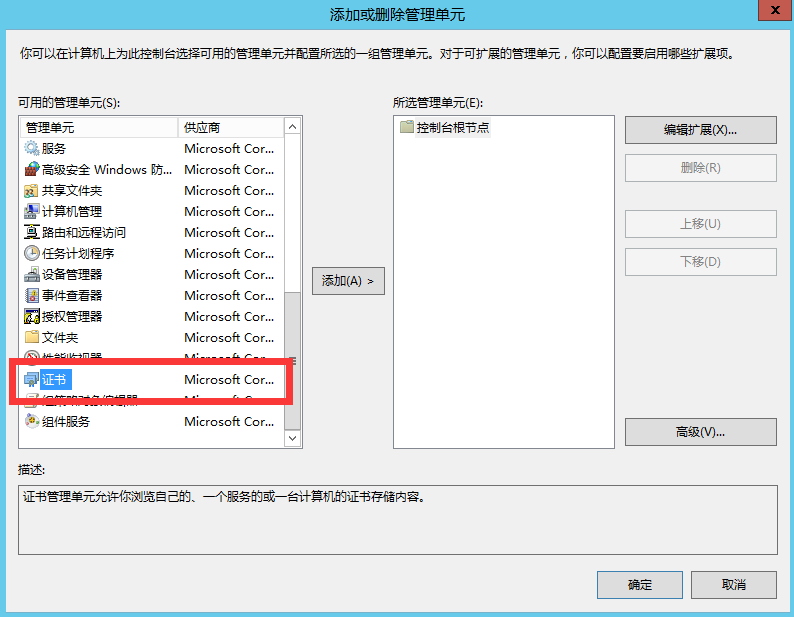 添加或删除管理单元
x
你可以在计算机上为此控制台选择可用的管理单元并配置所选的一组管理单元。对于可扩展的管理单元，你可以配置要启用哪些扩展项。
可用的管理单元(S):
管理单元 供应商
服务 Microsoft Cor...
高级安全 Windows 防... Microsoft Cor...
共享文件夹 Microsoft Cor...
计算机管理 Microsoft Cor...
路由和远程访问 Microsoft Cor...
任务计划程序 Microsoft Cor...
设备管理器 Microsoft Cor...
事件查看器 Microsoft Cor...
授权管理器 Microsoft Cor...
文件夹 Microsoft Cor...
性能监视器 Microsoft Cor...
证书 Microsoft Cor...
组策略对象编辑器 Microsoft Cor...
组件服务 Microsoft Cor...
添加(A) >
所选管理单元(E):
控制台根节点
编辑扩展(X)...
删除(R)
上移(U)
下移(D)
高级(V)...
描述:
证书管理单元允许你浏览自己的、一个服务的或一台计算机的证书存储内容。
确定
取消